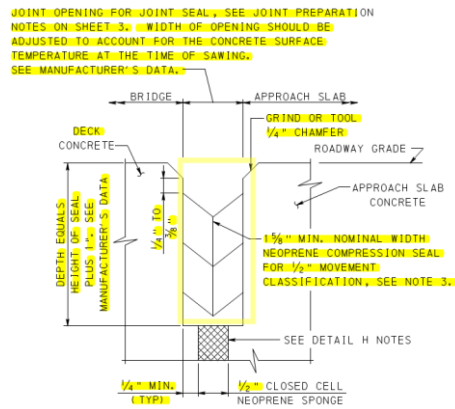 JOINT OPENING FOR JOINT SEAL, SEE JOINT PREPARATION
NOTES ON SHEET 3. WIDTH OF OPENING SHOULD BE
ADJUSTED TO ACCOUNT FOR THE CONCRETE SURFACE
TEMPERATURE AT THE TIME OF SAWING.
SEE MANUFACTURER'S DATA.
BRIDGE
APPROACH SLAB
GRIND OR TOOL
¼" CHAMFER
DECK
CONCRETE
ROADWAY GRADE
APPROACH SLAB
CONCRETE
DEPTH EQUALS
HEIGHT OF SEAL
PLUS 1". SEE
MANUFACTURER'S DATA
¼" TO
⅜"
1⅝" MIN. NOMINAL WIDTH
NEOPRENE COMPRESSION SEAL
FOR ½" MOVEMENT
CLASSIFICATION, SEE NOTE 3.
SEE DETAIL H NOTES
¼" MIN.
(TYP)
½" CLOSED CELL
NEOPRENE SPONGE